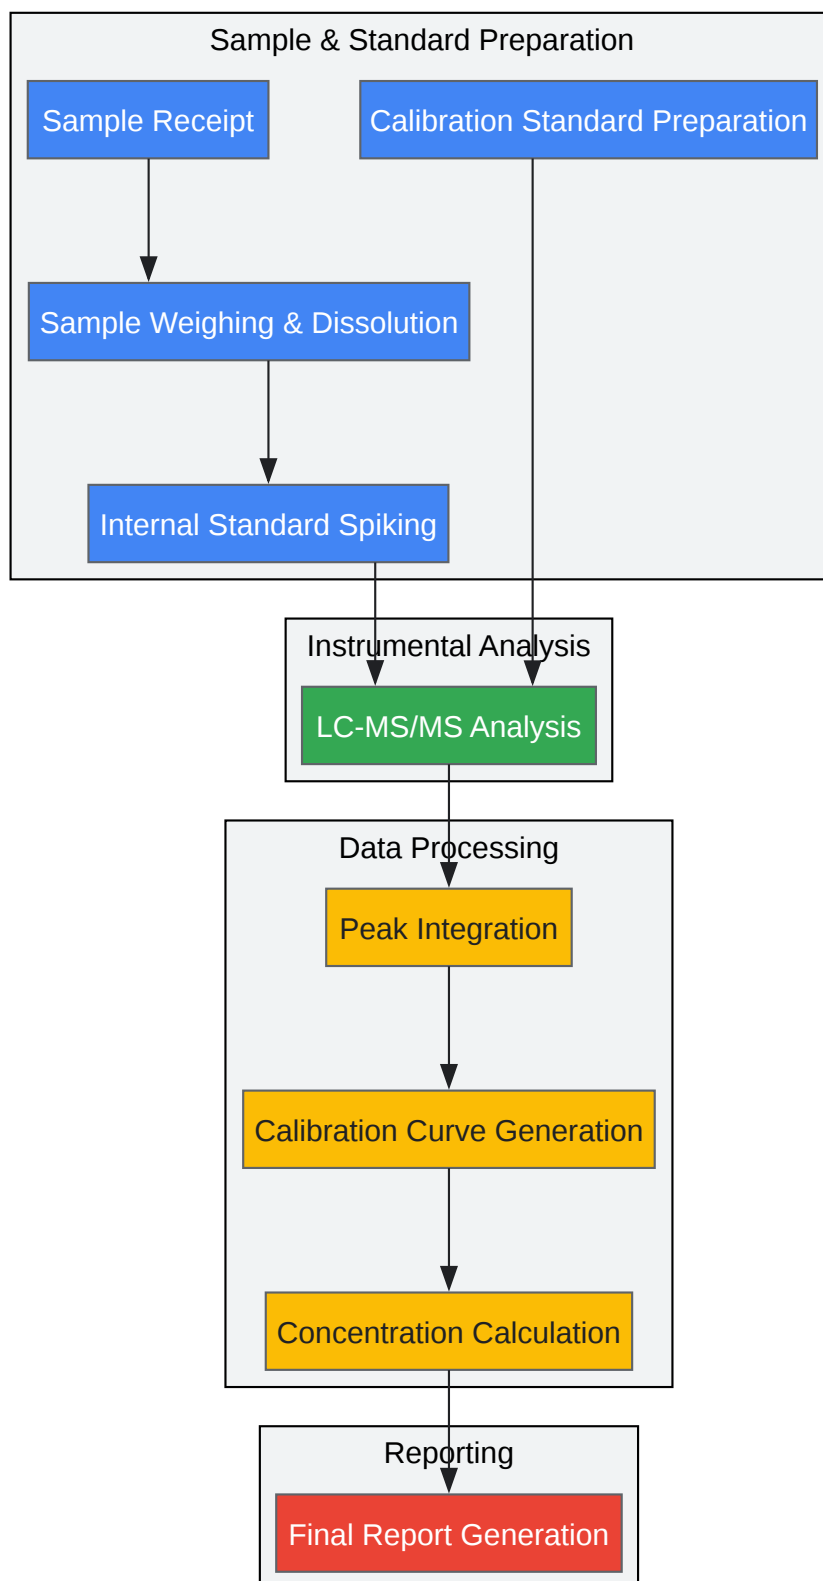 Sample & Standard Preparation
Sample Receipt
Calibration Standard Preparation
Sample Weighing & Dissolution
Internal Standard Spiking
Instrumental Analysis
LC-MS/MS Analysis
Data Processing
Peak Integration
Calibration Curve Generation
Concentration Calculation
Reporting
Final Report Generation